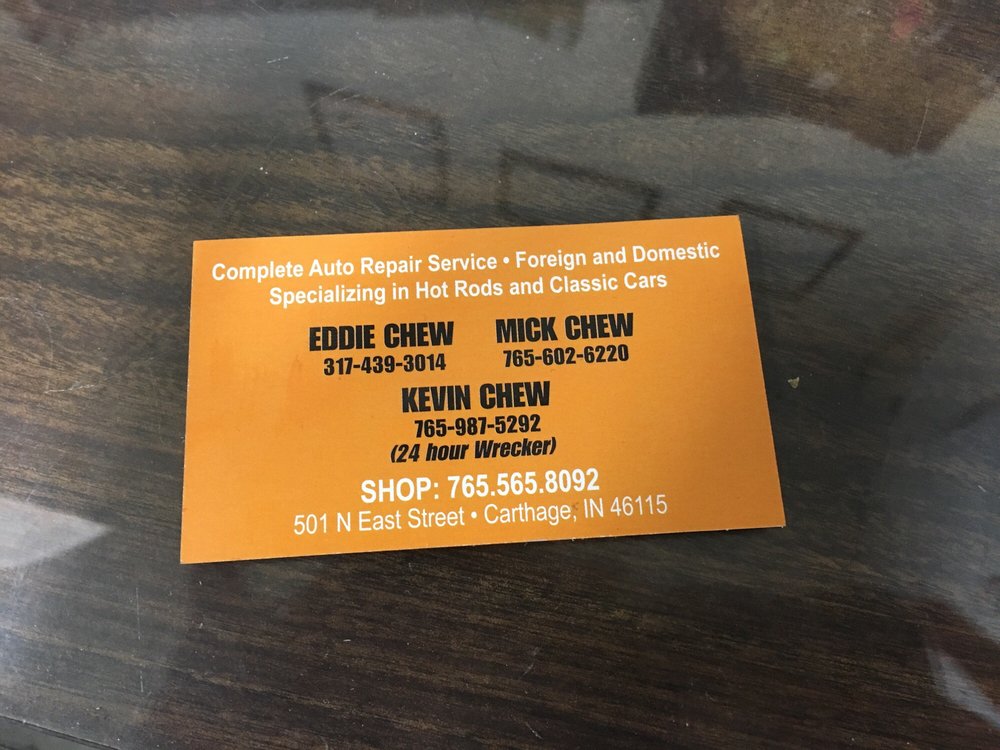 Complete Auto Repair Service • Foreign and Domestic
Specializing in Hot Rods and Classic Cars
EDDIE CHEW MICK CHEW
317-439-3014 765-602-6220
KEVIN CHEW
765-987-5292
(24 hour Wrecker)
SHOP: 765.565.8092
501 N East Street • Carthage, IN 46115